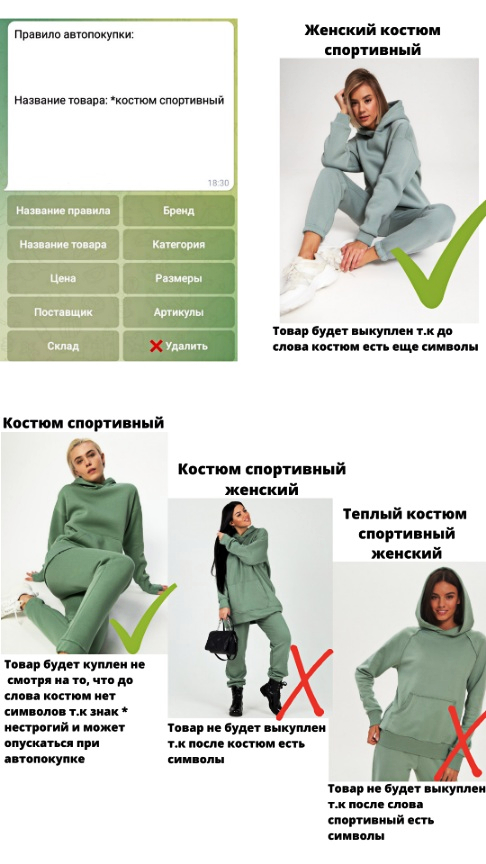 Правило автопокупки:
Название товара: *костюм спортивный
18:30
Название правила
Бренд
Название товара
Категория
Цена
Размеры
Поставщик
Артикулы
Склад
❌ Удалить
Женский костюм
спортивный
Товар будет выкуплен т.к до
слова костюм есть еще символы
Костюм спортивный
Товар будет куплен не
смотря на то, что до
слова костюм нет
символов т.к знак *
нестрогий и может
опускаться при
автопокупке
Костюм спортивный
женский
Товар не будет выкуплен
т.к после костюм есть
символы
Теплый костюм
спортивный
женский
Товар не будет выкуплен
т.к после слова
спортивный есть
символы